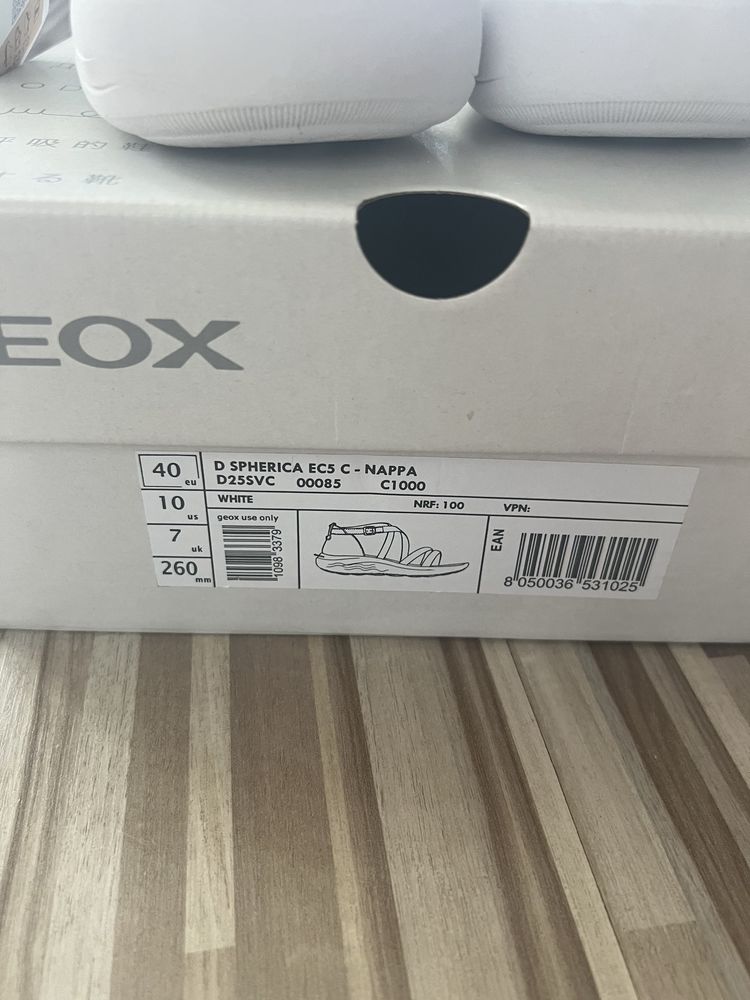 EOX
40 eu
10 us
7 uk
260 mm
D SPHERICA EC5 C - NAPPA
D25SVC 00085 C1000
WHITE NRF: 100 VPN:
geox use only
1098 3379
EAN
8 050036 531025